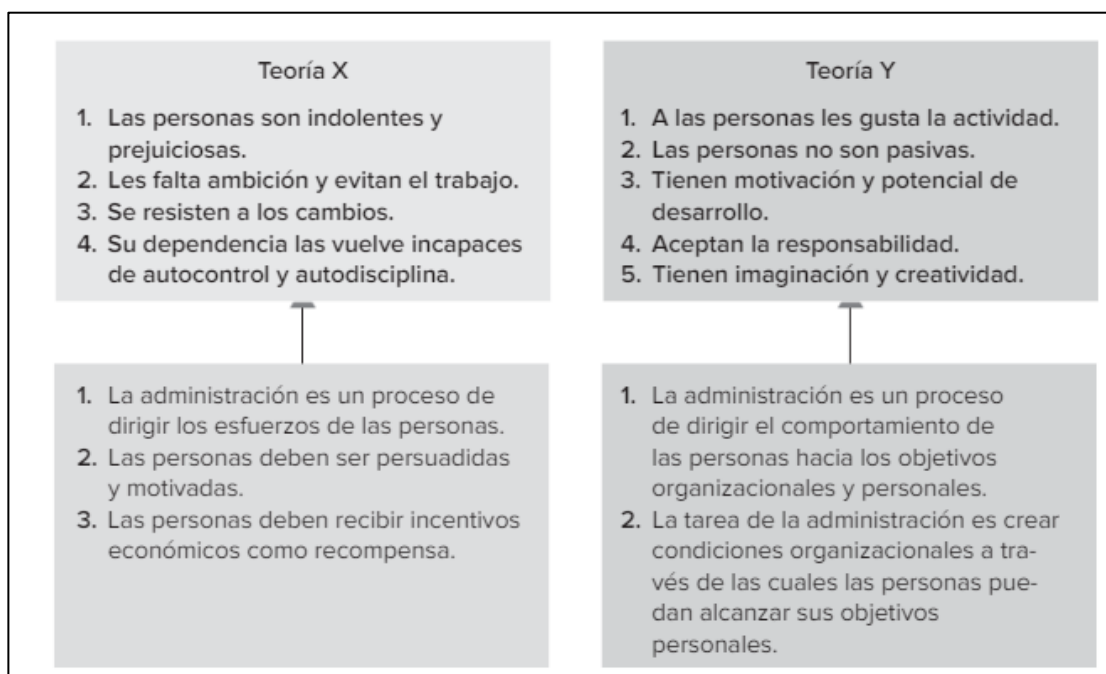 Teoría X
1. Las personas son indolentes y
prejuiciosas.
2. Les falta ambición y evitan el trabajo.
3. Se resisten a los cambios.
4. Su dependencia las vuelve incapaces
de autocontrol y autodisciplina.
1. La administración es un proceso de
dirigir los esfuerzos de las personas.
2. Las personas deben ser persuadidas
y motivadas.
3. Las personas deben recibir incentivos
económicos como recompensa.
Teoría Y
1. A las personas les gusta la actividad.
2. Las personas no son pasivas.
3. Tienen motivación y potencial de
desarrollo.
4. Aceptan la responsabilidad.
5. Tienen imaginación y creatividad.
1. La administración es un proceso
de dirigir el comportamiento de
las personas hacia los objetivos
organizacionales y personales.
2. La tarea de la administración es crear
condiciones organizacionales a tra-
vés de las cuales las personas pue-
dan alcanzar sus objetivos
personales.